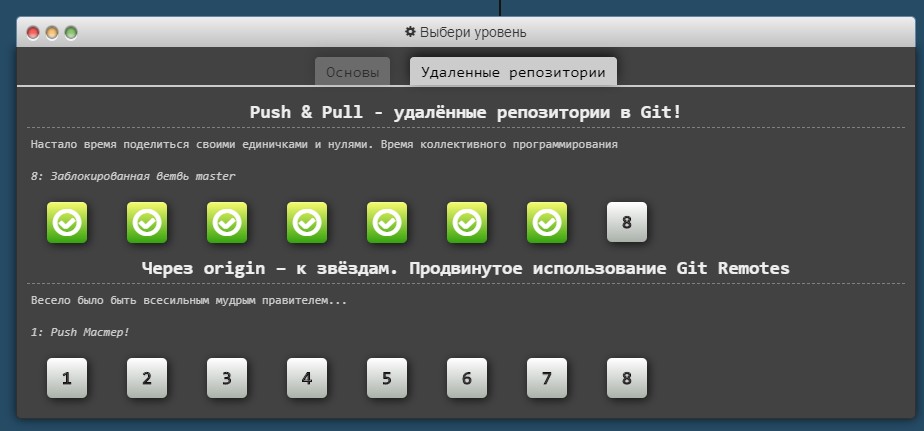 Выбери уровень
Основы
Удаленные репозитории
Push & Pull - удалённые репозитории в Git!
Настало время поделиться своими единичками и нулями. Время коллективного программирования
8: Заблокированная ветвь master
8
Через origin – к звёздам. Продвинутое использование Git Remotes
Весело было быть всесильным мудрым правителем...
1: Push Мастер!
1 2 3 4 5 6 7 8